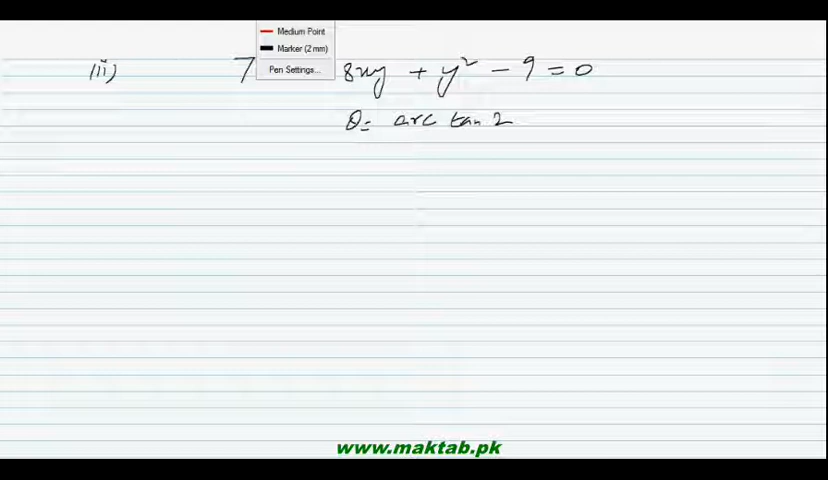 Medium Point
Marker (2 mm)
Pen Settings...
(ii) 7 8xy + y² - 9 = 0
θ = arc tan 2
www.maktab.pk